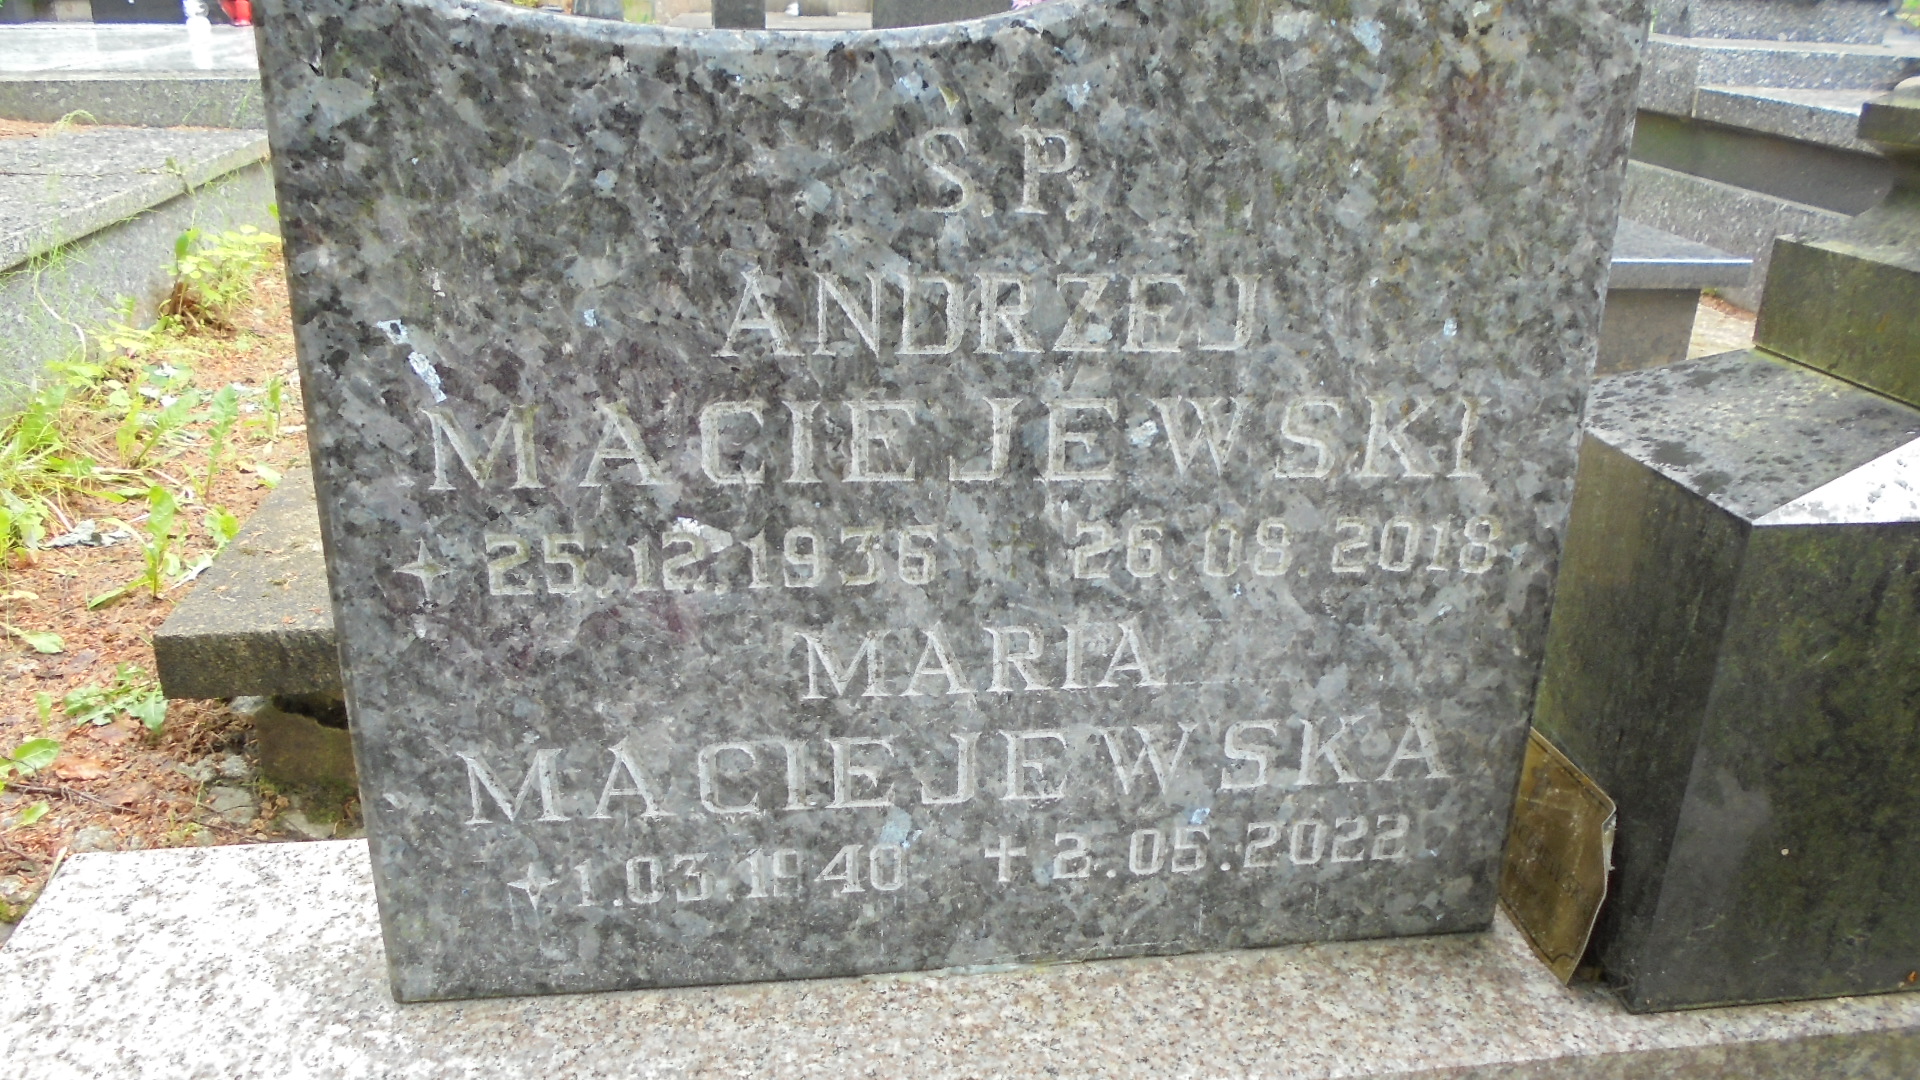 S.P.
ANDRZEJ
MACIEJEWSKI
25.12.1936 26.08.2018
MARIA
MACIEJEWSKA
1.03.1940 + 2.05.2022